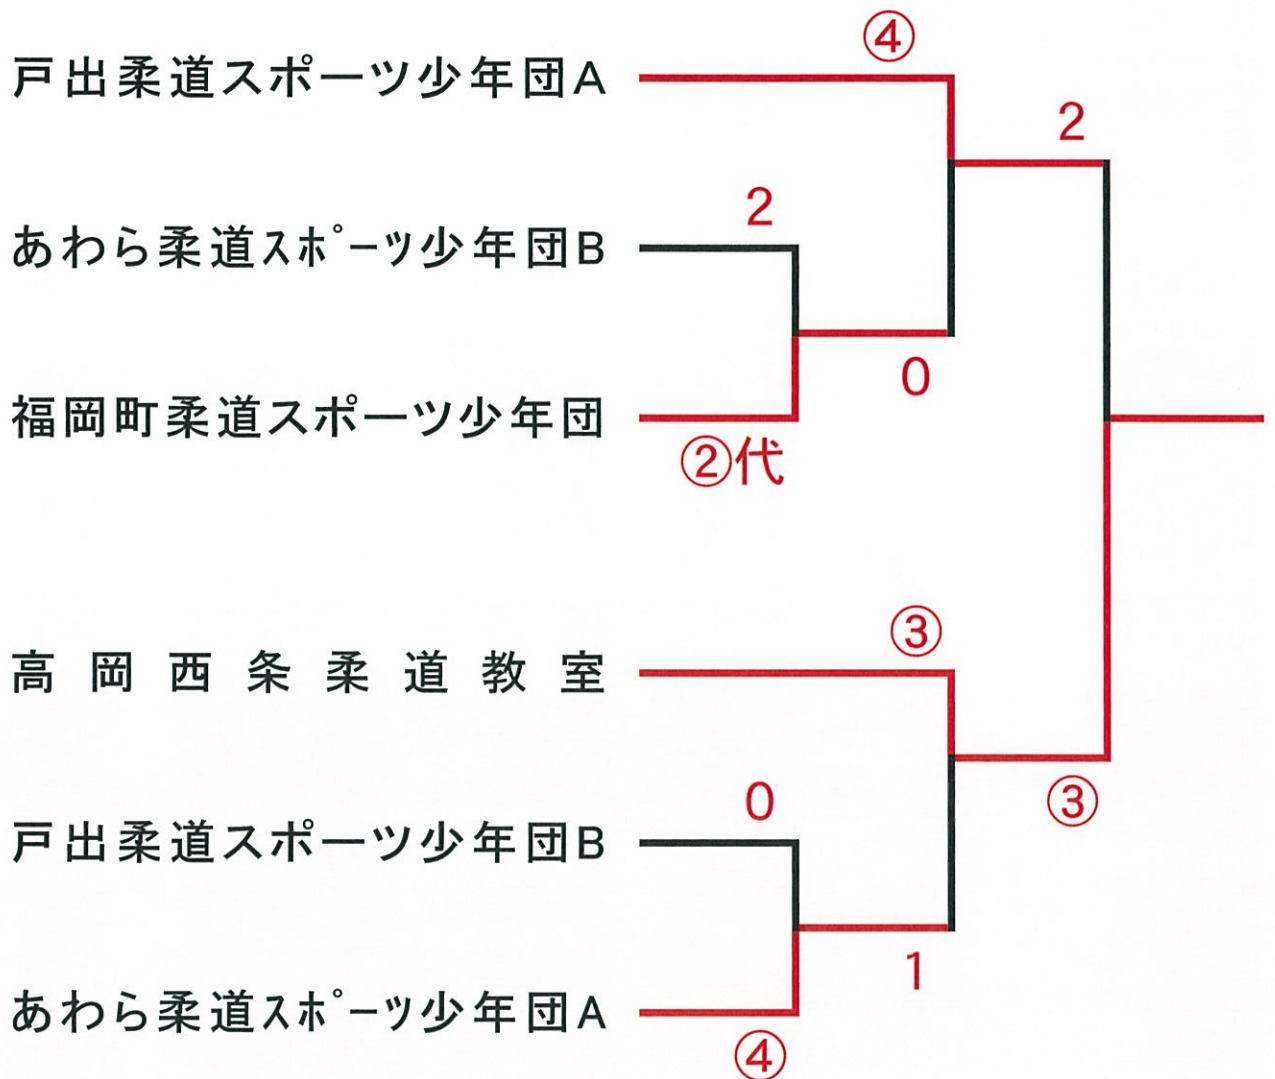 ④
戸出柔道スポーツ少年団A
2
2
あわら柔道ｽﾎﾟｰﾂ少年団B
0
福岡町柔道スポーツ少年団
②代
③
高岡西条柔道教室
0
③
戸出柔道スポーツ少年団B
1
あわら柔道ｽﾎﾟｰﾂ少年団A
④